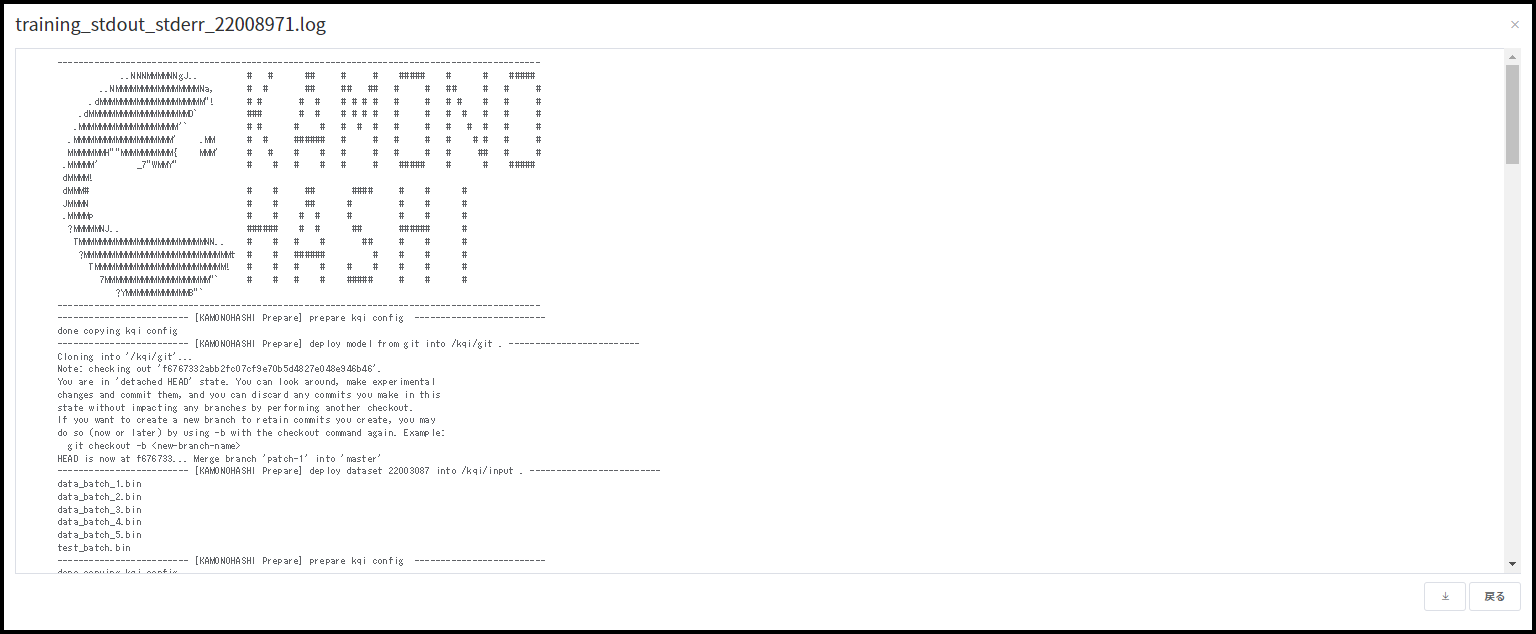 training_stdout_stderr_22008971.log
KAMONO
HASHI
------------------------- [KAMONOHASHI Prepare] prepare kqi config -------------------------
done copying kqi config
------------------------- [KAMONOHASHI Prepare] deploy model from git into /kqi/git . -------------------------
Cloning into '/kqi/git'...
Note: checking out 'f6767332abb2fc07cf9e70b5d4827e048e946b46'.
You are in 'detached HEAD' state. You can look around, make experimental
changes and commit them, and you can discard any commits you make in this
state without impacting any branches by performing another checkout.
If you want to create a new branch to retain commits you create, you may
do so (now or later) by using -b with the checkout command again. Example:
git checkout -b <new-branch-name>
HEAD is now at f676733... Merge branch 'patch-1' into 'master'
------------------------- [KAMONOHASHI Prepare] deploy dataset 22003087 into /kqi/input . -------------------------
data_batch_1.bin
data_batch_2.bin
data_batch_3.bin
data_batch_4.bin
data_batch_5.bin
test_batch.bin
------------------------- [KAMONOHASHI Prepare] prepare kqi config -------------------------
done copying kqi config
戻る